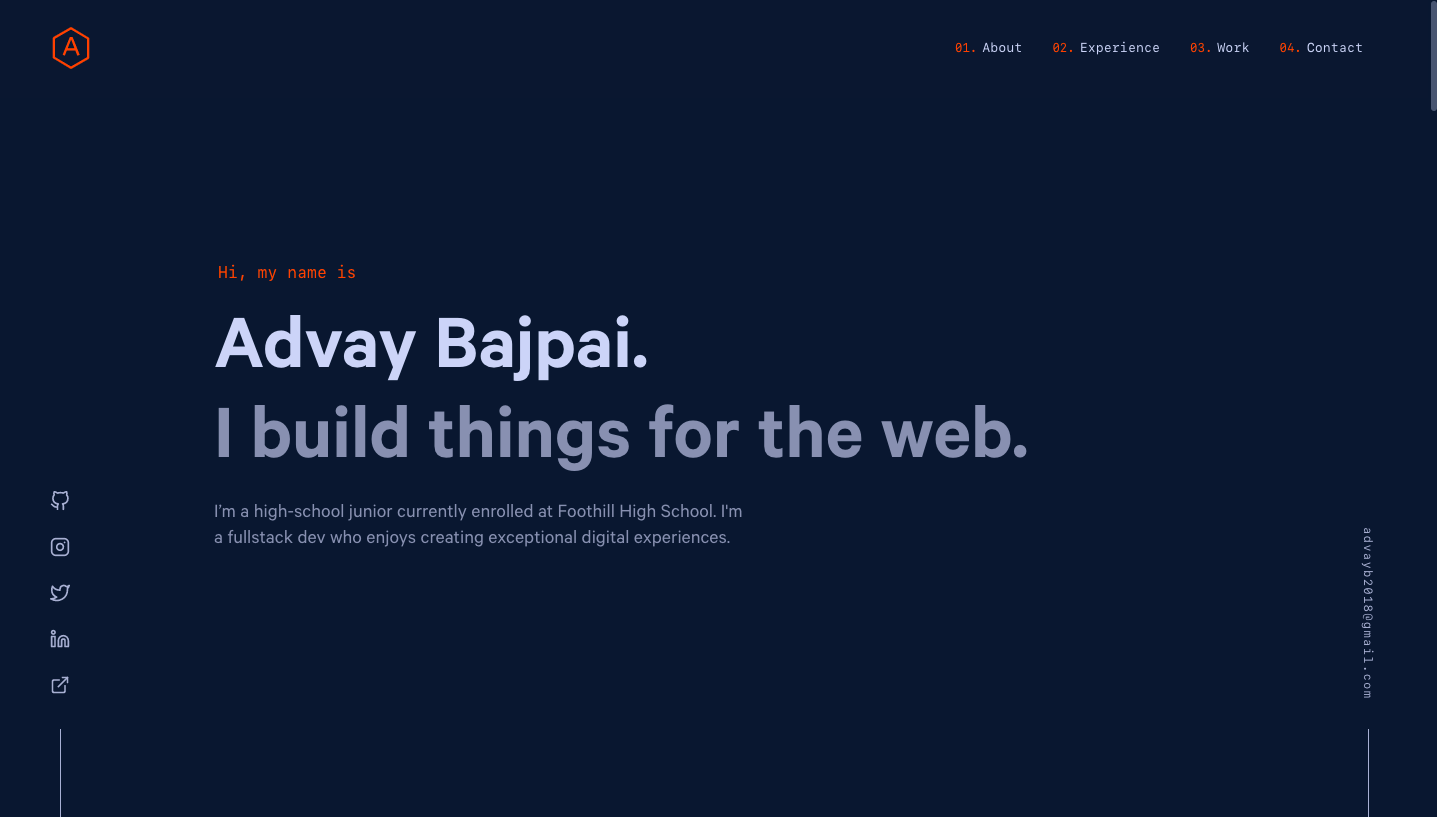 A
01. About 02. Experience 03. Work 04. Contact
Hi, my name is
Advay Bajpai.
I build things for the web.
I’m a high-school junior currently enrolled at Foothill High School. I'm
a fullstack dev who enjoys creating exceptional digital experiences.
advayb2018@gmail.com